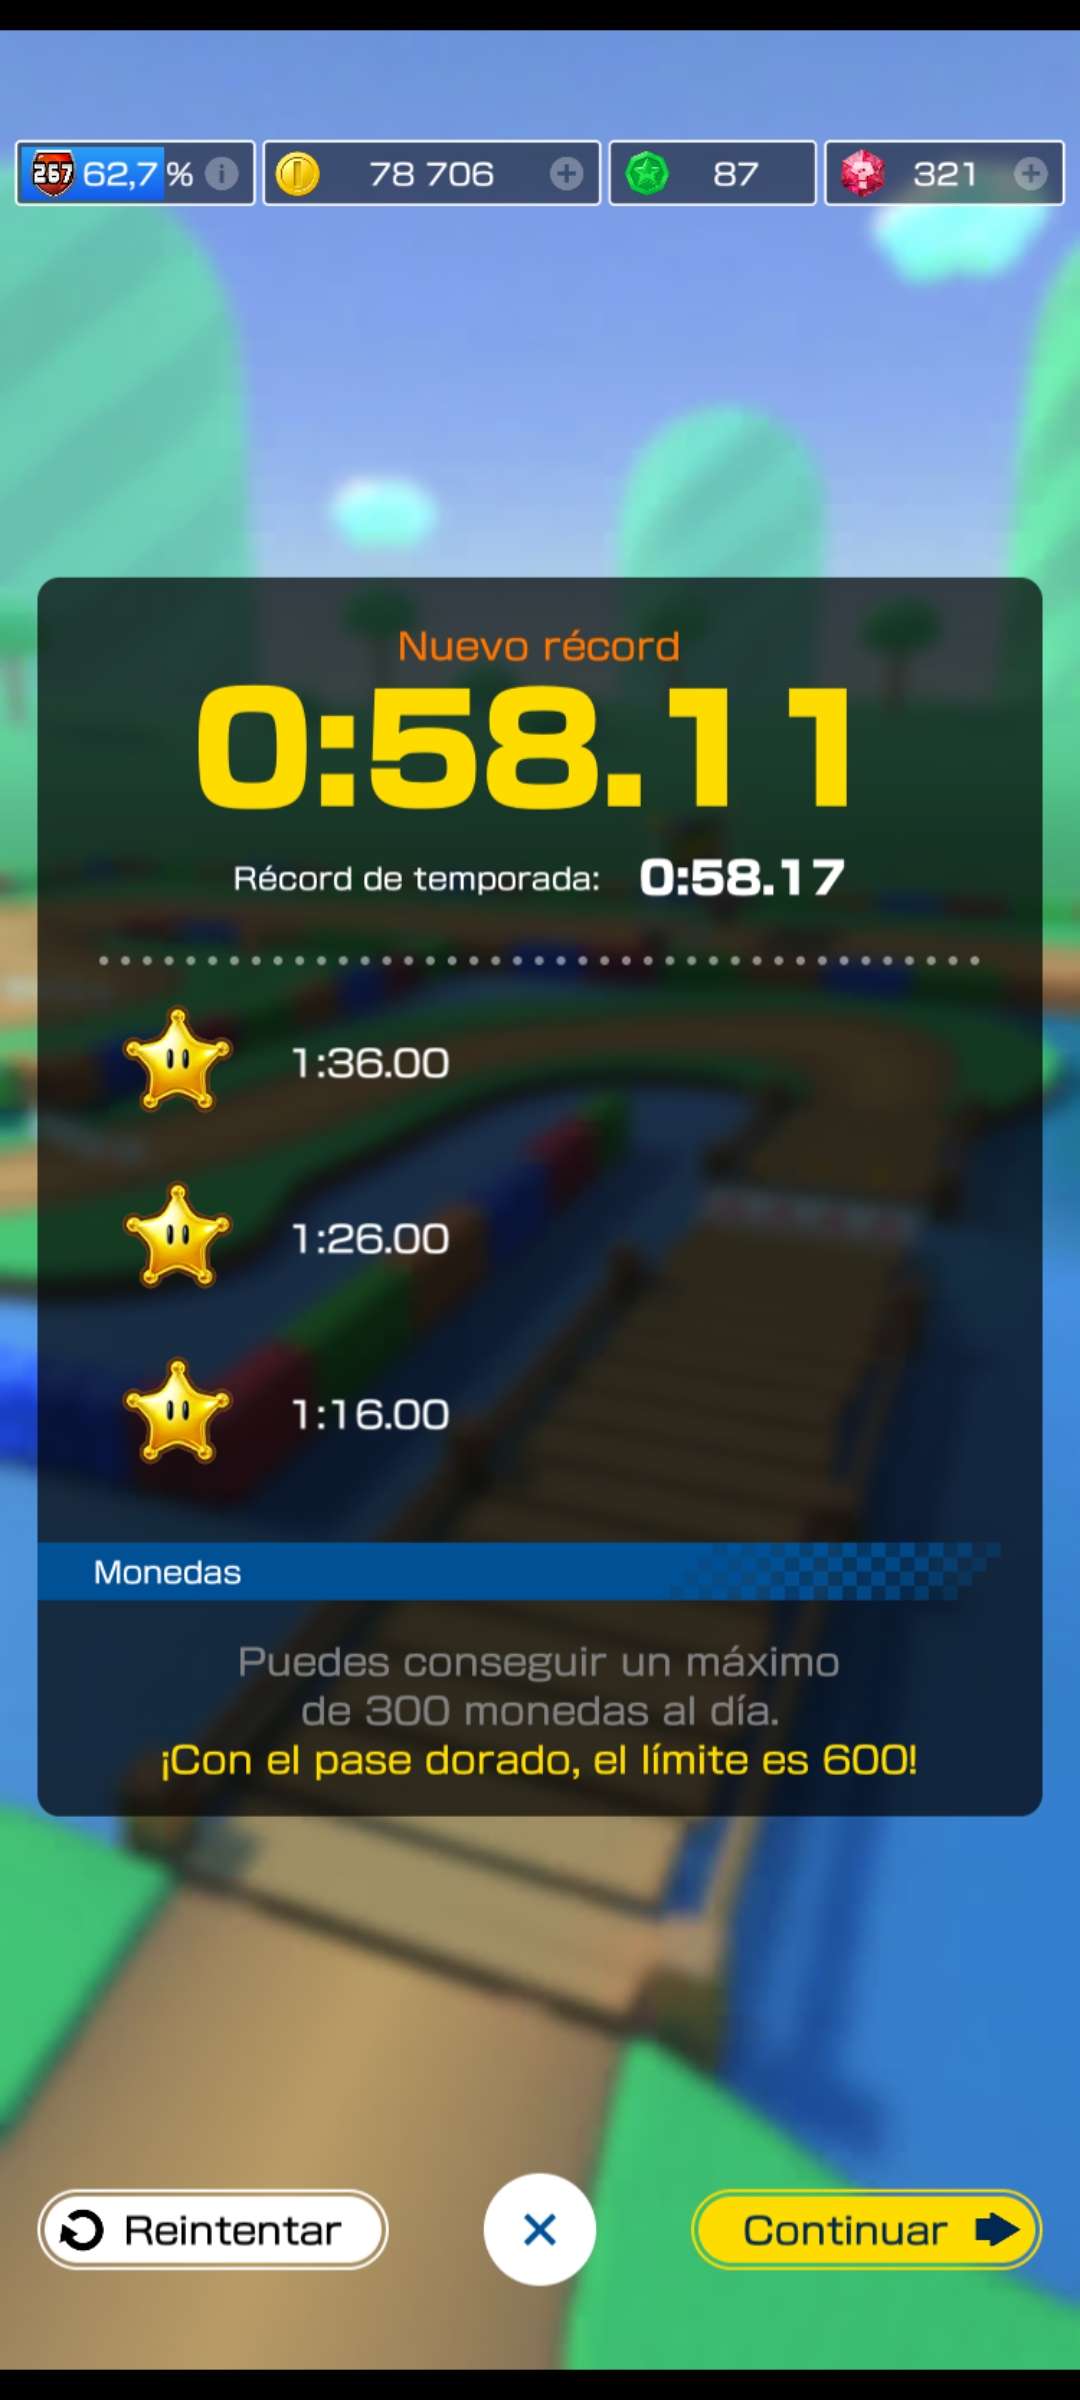 267 62,7 % i 78 706 + 87 321 +
Nuevo récord
0:58.11
Récord de temporada: 0:58.17
1:36.00
1:26.00
1:16.00
Monedas
Puedes conseguir un máximo
de 300 monedas al día.
¡Con el pase dorado, el límite es 600!
Reintentar × Continuar